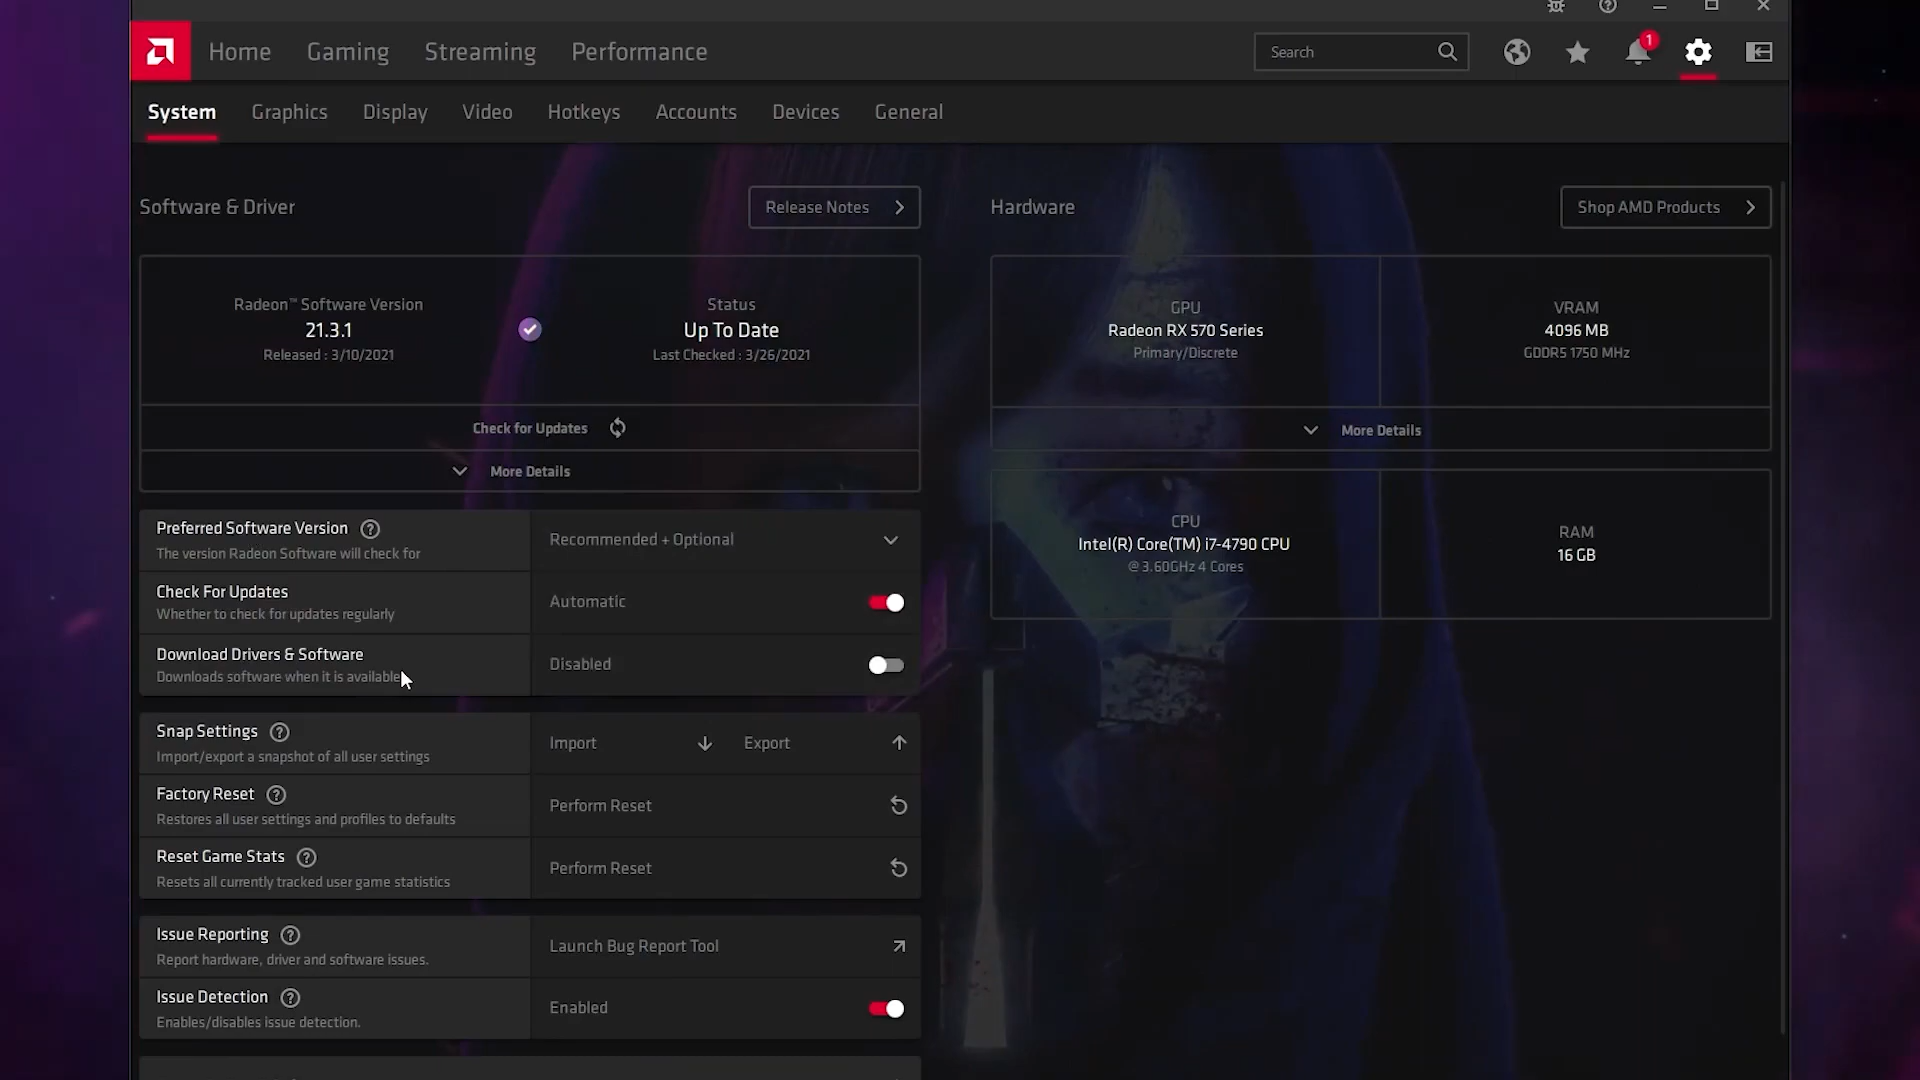 Home Gaming Streaming Performance
Search
1
System Graphics Display Video Hotkeys Accounts Devices General
Software & Driver
Release Notes
Hardware
Shop AMD Products
Radeon™ Software Version
21.3.1
Released : 3/10/2021
Status
Up To Date
Last Checked : 3/26/2021
Check for Updates
More Details
GPU
Radeon RX 570 Series
Primary/Discrete
VRAM
4096 MB
GDDR5 1750 MHz
More Details
CPU
Intel(R) Core(TM) i7-4790 CPU
@ 3.60GHz 4 Cores
RAM
16 GB
Preferred Software Version
The version Radeon Software will check for
Recommended + Optional
Check For Updates
Whether to check for updates regularly
Automatic
Download Drivers & Software
Downloads software when it is available
Disabled
Snap Settings
Import/export a snapshot of all user settings
Import
Export
Factory Reset
Restores all user settings and profiles to defaults
Perform Reset
Reset Game Stats
Resets all currently tracked user game statistics
Perform Reset
Issue Reporting
Report hardware, driver and software issues.
Launch Bug Report Tool
Issue Detection
Enables/disables issue detection.
Enabled